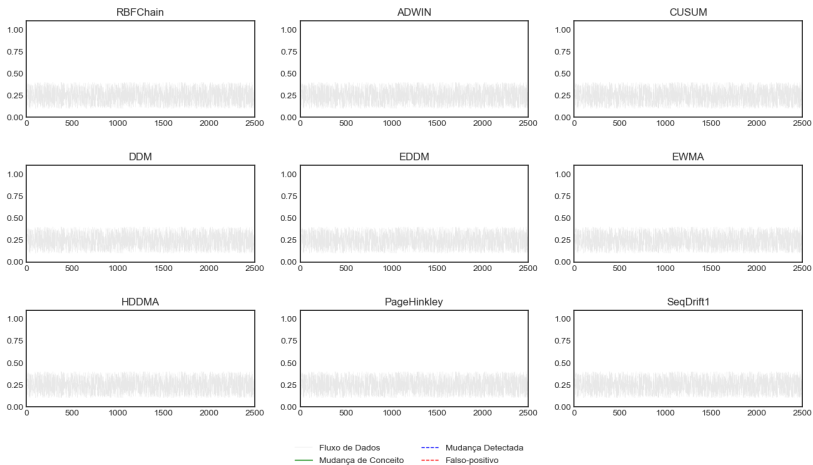 RBFChain ADWIN CUSUM
1.00 1.00 1.00
0.75 0.75 0.75
0.50 0.50 0.50
0.25 0.25 0.25
0.00 0.00 0.00
0 500 1000 1500 2000 2500 0 500 1000 1500 2000 2500 0 500 1000 1500 2000 2500
DDM EDDM EWMA
1.00 1.00 1.00
0.75 0.75 0.75
0.50 0.50 0.50
0.25 0.25 0.25
0.00 0.00 0.00
0 500 1000 1500 2000 2500 0 500 1000 1500 2000 2500 0 500 1000 1500 2000 2500
HDDMA PageHinkley SeqDrift1
1.00 1.00 1.00
0.75 0.75 0.75
0.50 0.50 0.50
0.25 0.25 0.25
0.00 0.00 0.00
0 500 1000 1500 2000 2500 0 500 1000 1500 2000 2500 0 500 1000 1500 2000 2500
Fluxo de Dados Mudança Detectada
Mudança de Conceito Falso-positivo